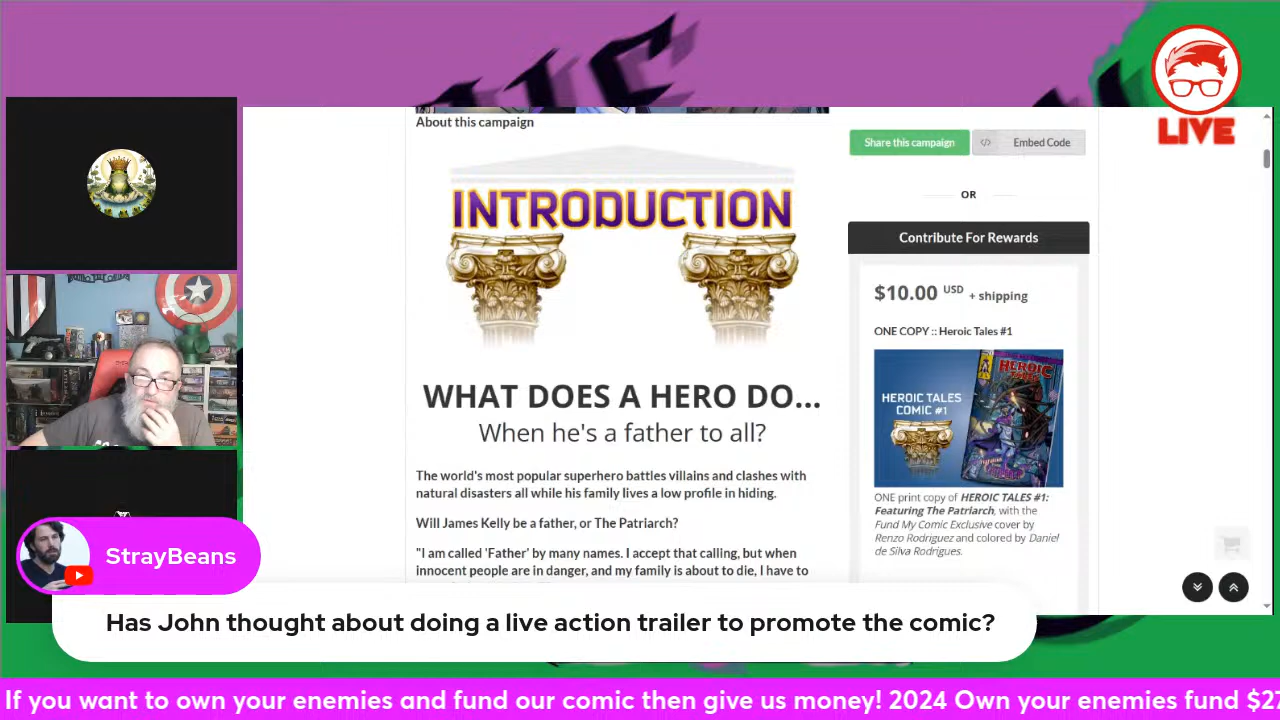 LIVE
About this campaign
INTRODUCTION
WHAT DOES A HERO DO...
When he's a father to all?
The world's most popular superhero battles villains and clashes with
natural disasters all while his family lives a low profile in hiding.
Will James Kelly be a father, or The Patriarch?
"I am called 'Father' by many names. I accept that calling, but when
innocent people are in danger, and my family is about to die, I have to
Share this campaign
</> Embed Code
OR
Contribute For Rewards
$10.00 USD + shipping
ONE COPY :: Heroic Tales #1
HEROIC TALES
COMIC #1
HEROIC
TALES
ONE print copy of HEROIC TALES #1:
Featuring The Patriarch, with the
Fund My Comic Exclusive cover by
Renzo Rodriguez and colored by Daniel
de Silva Rodrigues.
StrayBeans
Has John thought about doing a live action trailer to promote the comic?
If you want to own your enemies and fund our comic then give us money! 2024 Own your enemies fund $27